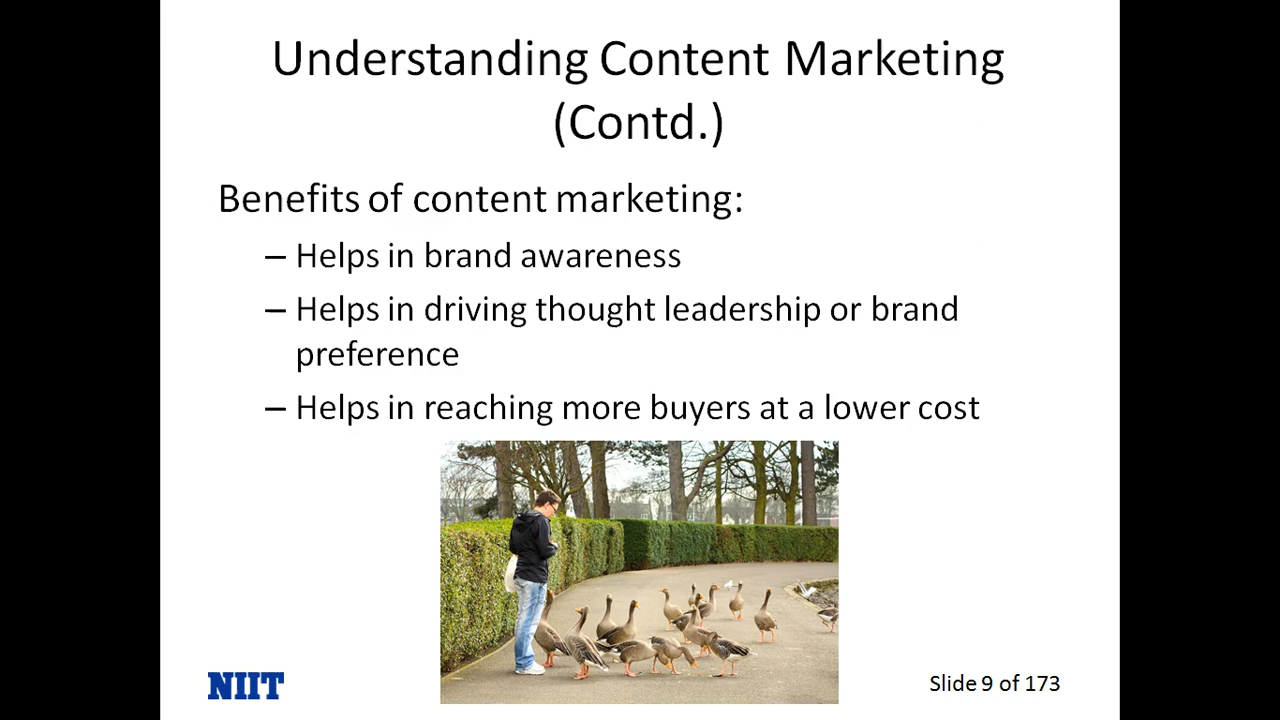 Understanding Content Marketing
(Contd.)
Benefits of content marketing:
– Helps in brand awareness
– Helps in driving thought leadership or brand
preference
– Helps in reaching more buyers at a lower cost
NIIT
Slide 9 of 173